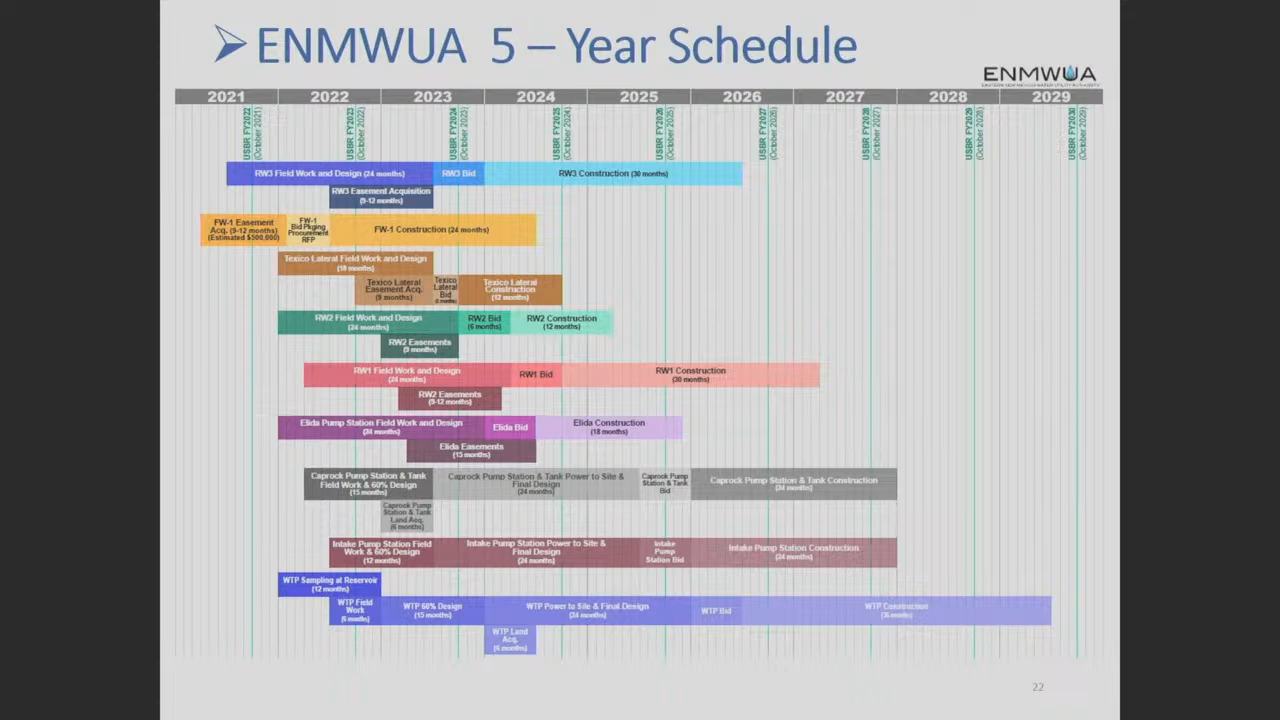 ENMWUA 5 – Year Schedule
ENMWUA
EASTERN NEW MEXICO WATER UTILITY AUTHORITY
2021 2022 2023 2024 2025 2026 2027 2028 2029
USBR FY2022
(October 2021)
USBR FY2023
(October 2022)
USBR FY2024
(October 2023)
USBR FY2025
(October 2024)
USBR FY2026
(October 2025)
USBR FY2027
(October 2026)
USBR FY2028
(October 2027)
USBR FY2029
(October 2028)
USBR FY2030
(October 2029)
RW3 Field Work and Design (24 months)
RW3 Bid
RW3 Construction (30 months)
RW3 Easement Acquisition
(9-12 months)
FW-1 Easement
Acq. (9-12 months)
(Estimated $500,000)
FW-1
Bid Pkging
Procurement
RFP
FW-1 Construction (24 months)
Texico Lateral Field Work and Design
(18 months)
Texico Lateral
Easement Acq.
(9 months)
Texico
Lateral
Bid
Texico Lateral
Construction
(12 months)
RW2 Field Work and Design
(24 months)
RW2 Bid
(6 months)
RW2 Construction
(12 months)
RW2 Easements
(9 months)
RW1 Field Work and Design
(24 months)
RW1 Bid
RW1 Construction
(30 months)
RW2 Easements
(9-12 months)
Elida Pump Station Field Work and Design
(24 months)
Elida Bid
Elida Construction
(18 months)
Elida Easements
(15 months)
Caprock Pump Station & Tank
Field Work & 60% Design
(15 months)
Caprock Pump Station & Tank Power to Site &
Final Design
(24 months)
Caprock Pump
Station & Tank
Bid
Caprock Pump Station & Tank Construction
(24 months)
Caprock Pump
Station & Tank
Land Acq.
(6 months)
Intake Pump Station Field
Work & 60% Design
(12 months)
Intake Pump Station Power to Site &
Final Design
(24 months)
Intake
Pump
Station Bid
Intake Pump Station Construction
(24 months)
WTP Sampling at Reservoir
(12 months)
WTP Field
Work
(6 months)
WTP 60% Design
(15 months)
WTP Power to Site & Final Design
(24 months)
WTP Bid
WTP Construction
(36 months)
WTP Land
Acq.
(6 months)
22